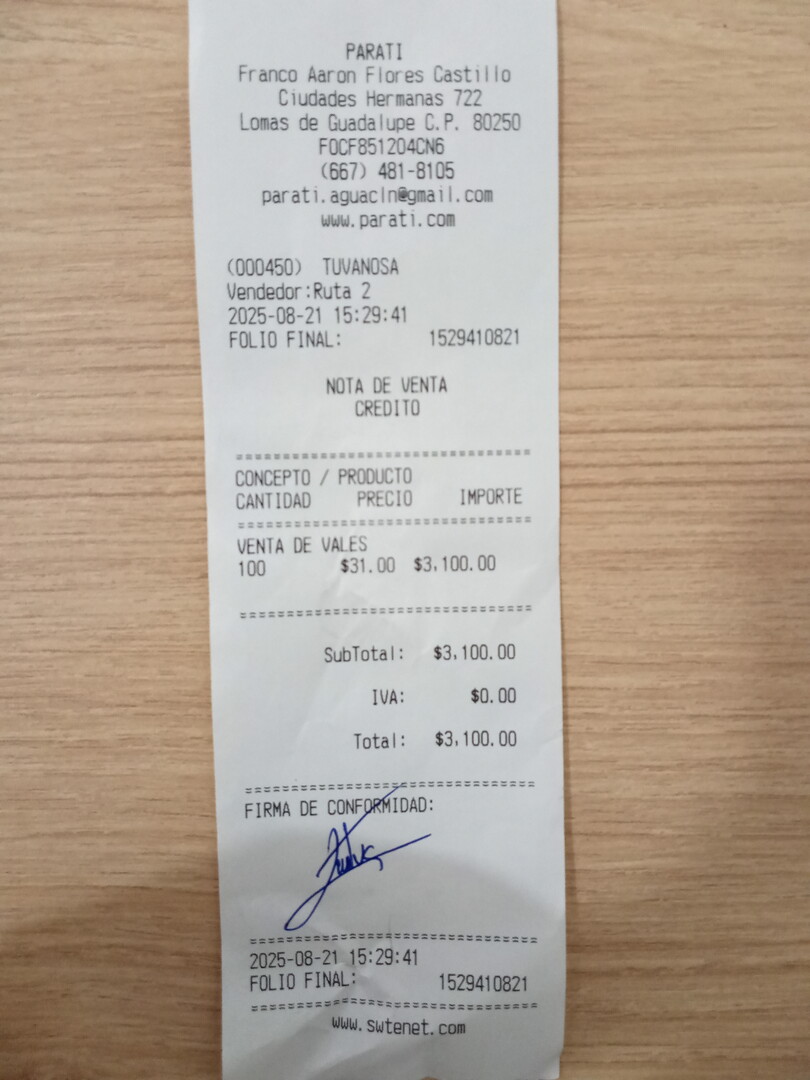 PARATI
Franco Aaron Flores Castillo
Ciudades Hermanas 722
Lomas de Guadalupe C.P. 80250
FOCF851204CN6
(667) 481-8105
parati.aguacln@gmail.com
www.parati.com
(000450) TUVANOSA
Vendedor:Ruta 2
2025-08-21 15:29:41
FOLIO FINAL: 1529410821
NOTA DE VENTA
CREDITO
================================
CONCEPTO / PRODUCTO
CANTIDAD PRECIO IMPORTE
================================
VENTA DE VALES
100 $31.00 $3,100.00
================================
SubTotal: $3,100.00
IVA: $0.00
Total: $3,100.00
================================
FIRMA DE CONFORMIDAD:
================================
2025-08-21 15:29:41
FOLIO FINAL: 1529410821
================================
www.swtenet.com